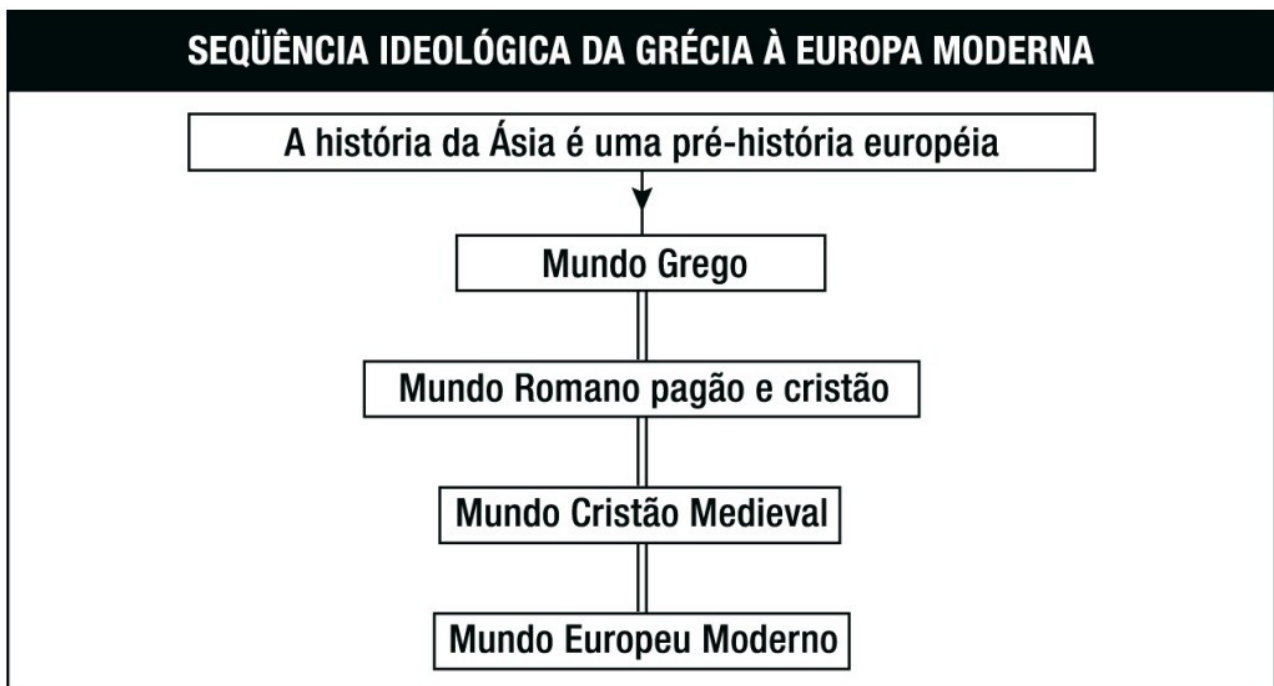 SEQÜÊNCIA IDEOLÓGICA DA GRÉCIA À EUROPA MODERNA
A história da Ásia é uma pré-história européia
Mundo Grego
Mundo Romano pagão e cristão
Mundo Cristão Medieval
Mundo Europeu Moderno